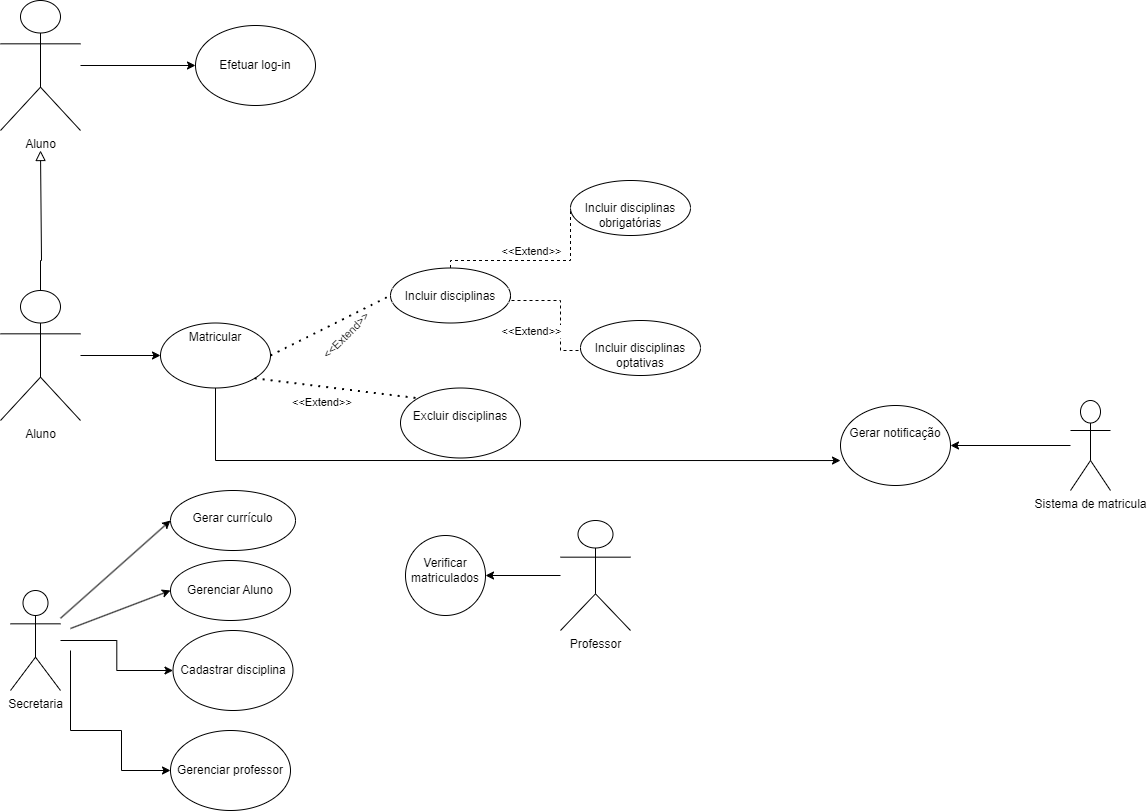 Efetuar log-in
Aluno
Incluir disciplinas
obrigatórias
<<Extend>>
Incluir disciplinas
<<Extend>>
<<Extend>>
Matricular
Incluir disciplinas
optativas
<<Extend>>
Excluir disciplinas
Aluno
Gerar notificação
Sistema de matricula
Gerar currículo
Verificar
matriculados
Gerenciar Aluno
Professor
Cadastrar disciplina
Secretaria
Gerenciar professor